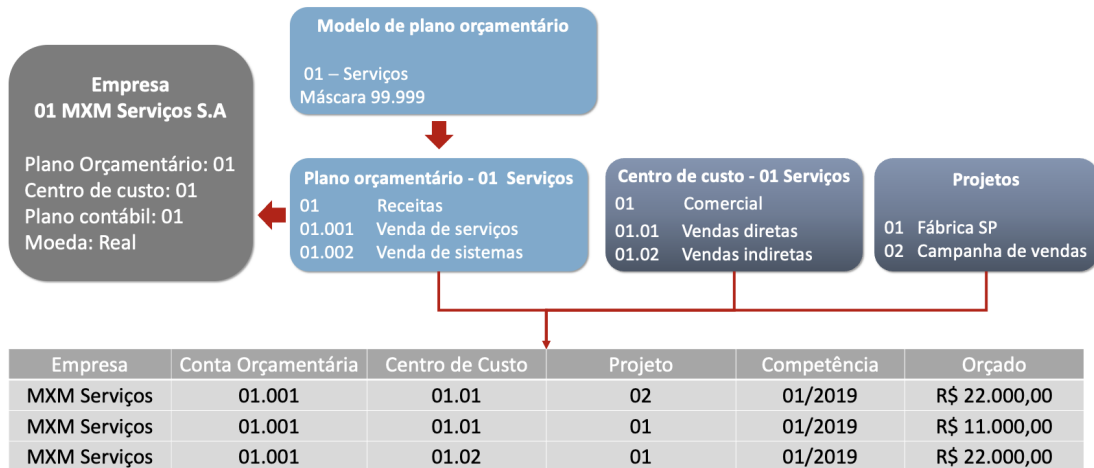 Modelo de plano orçamentário
01 – Serviços
Máscara 99.999
Empresa
01 MXM Serviços S.A
Plano Orçamentário: 01
Centro de custo: 01
Plano contábil: 01
Moeda: Real
Plano orçamentário - 01 Serviços
01 Receitas
01.001 Venda de serviços
01.002 Venda de sistemas
Centro de custo - 01 Serviços
01 Comercial
01.01 Vendas diretas
01.02 Vendas indiretas
Projetos
01 Fábrica SP
02 Campanha de vendas
Empresa Conta Orçamentária Centro de Custo Projeto Competência Orçado
MXM Serviços 01.001 01.01 02 01/2019 R$ 22.000,00
MXM Serviços 01.001 01.01 01 01/2019 R$ 11.000,00
MXM Serviços 01.001 01.02 01 01/2019 R$ 22.000,00